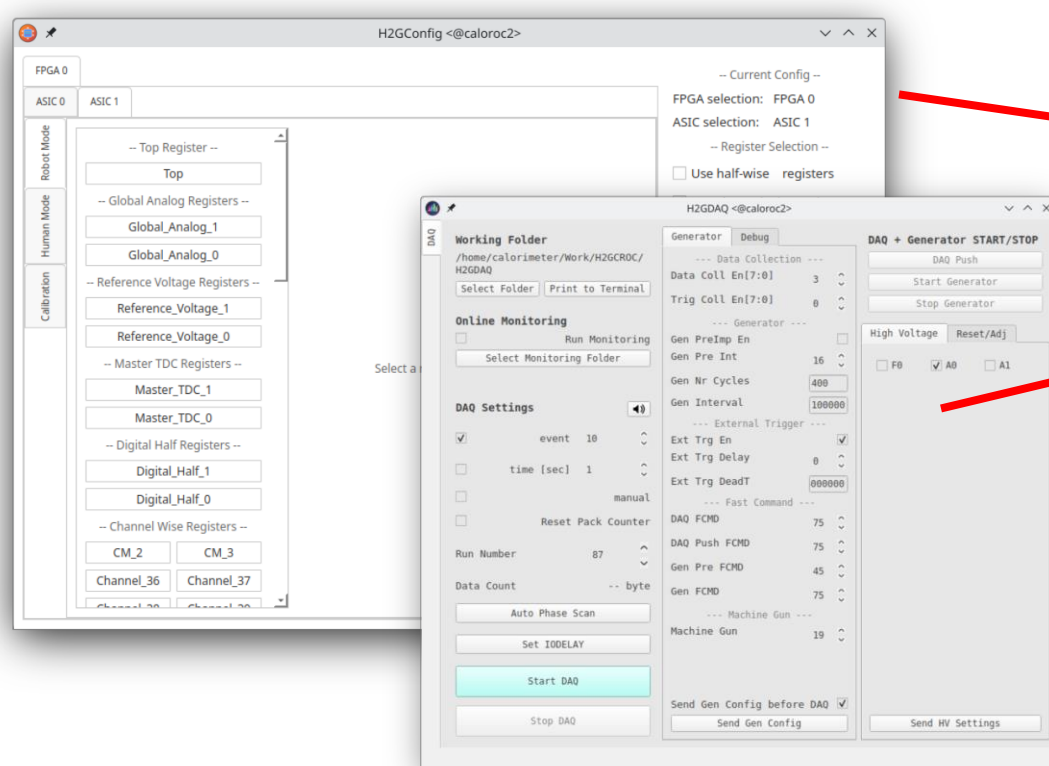 H2GConfig <@caloroc2>
FPGA 0
ASIC 0 ASIC 1
Robot Mode
Human Mode
Calibration
-- Top Register --
Top
-- Global Analog Registers --
Global_Analog_1
Global_Analog_0
-- Reference Voltage Registers --
Reference_Voltage_1
Reference_Voltage_0
-- Master TDC Registers --
Master_TDC_1
Master_TDC_0
-- Digital Half Registers --
Digital_Half_1
Digital_Half_0
-- Channel Wise Registers --
CM_2 CM_3
Channel_36 Channel_37
Select a
-- Current Config --
FPGA selection: FPGA 0
ASIC selection: ASIC 1
-- Register Selection --
Use half-wise registers
H2GDAQ <@caloroc2>
DAQ
Working Folder
/home/calorimeter/Work/H2GCROC/
H2GDAQ
Select Folder Print to Terminal
Online Monitoring
Run Monitoring
Select Monitoring Folder
DAQ Settings
event 10
time [sec] 1
manual
Reset Pack Counter
Run Number 87
Data Count -- byte
Auto Phase Scan
Set IODELAY
Start DAQ
Stop DAQ
Generator Debug
--- Data Collection ---
Data Coll En[7:0] 3
Trig Coll En[7:0] 0
--- Generator ---
Gen PreImp En
Gen Pre Int 16
Gen Nr Cycles 400
Gen Interval 100000
--- External Trigger ---
Ext Trg En
Ext Trg Delay 0
Ext Trg DeadT 000000
--- Fast Command ---
DAQ FCMD 75
DAQ Push FCMD 75
Gen Pre FCMD 45
Gen FCMD 75
--- Machine Gun ---
Machine Gun 19
Send Gen Config before DAQ
Send Gen Config
DAQ + Generator START/STOP
DAQ Push
Start Generator
Stop Generator
High Voltage Reset/Adj
F0 A0 A1
Send HV Settings